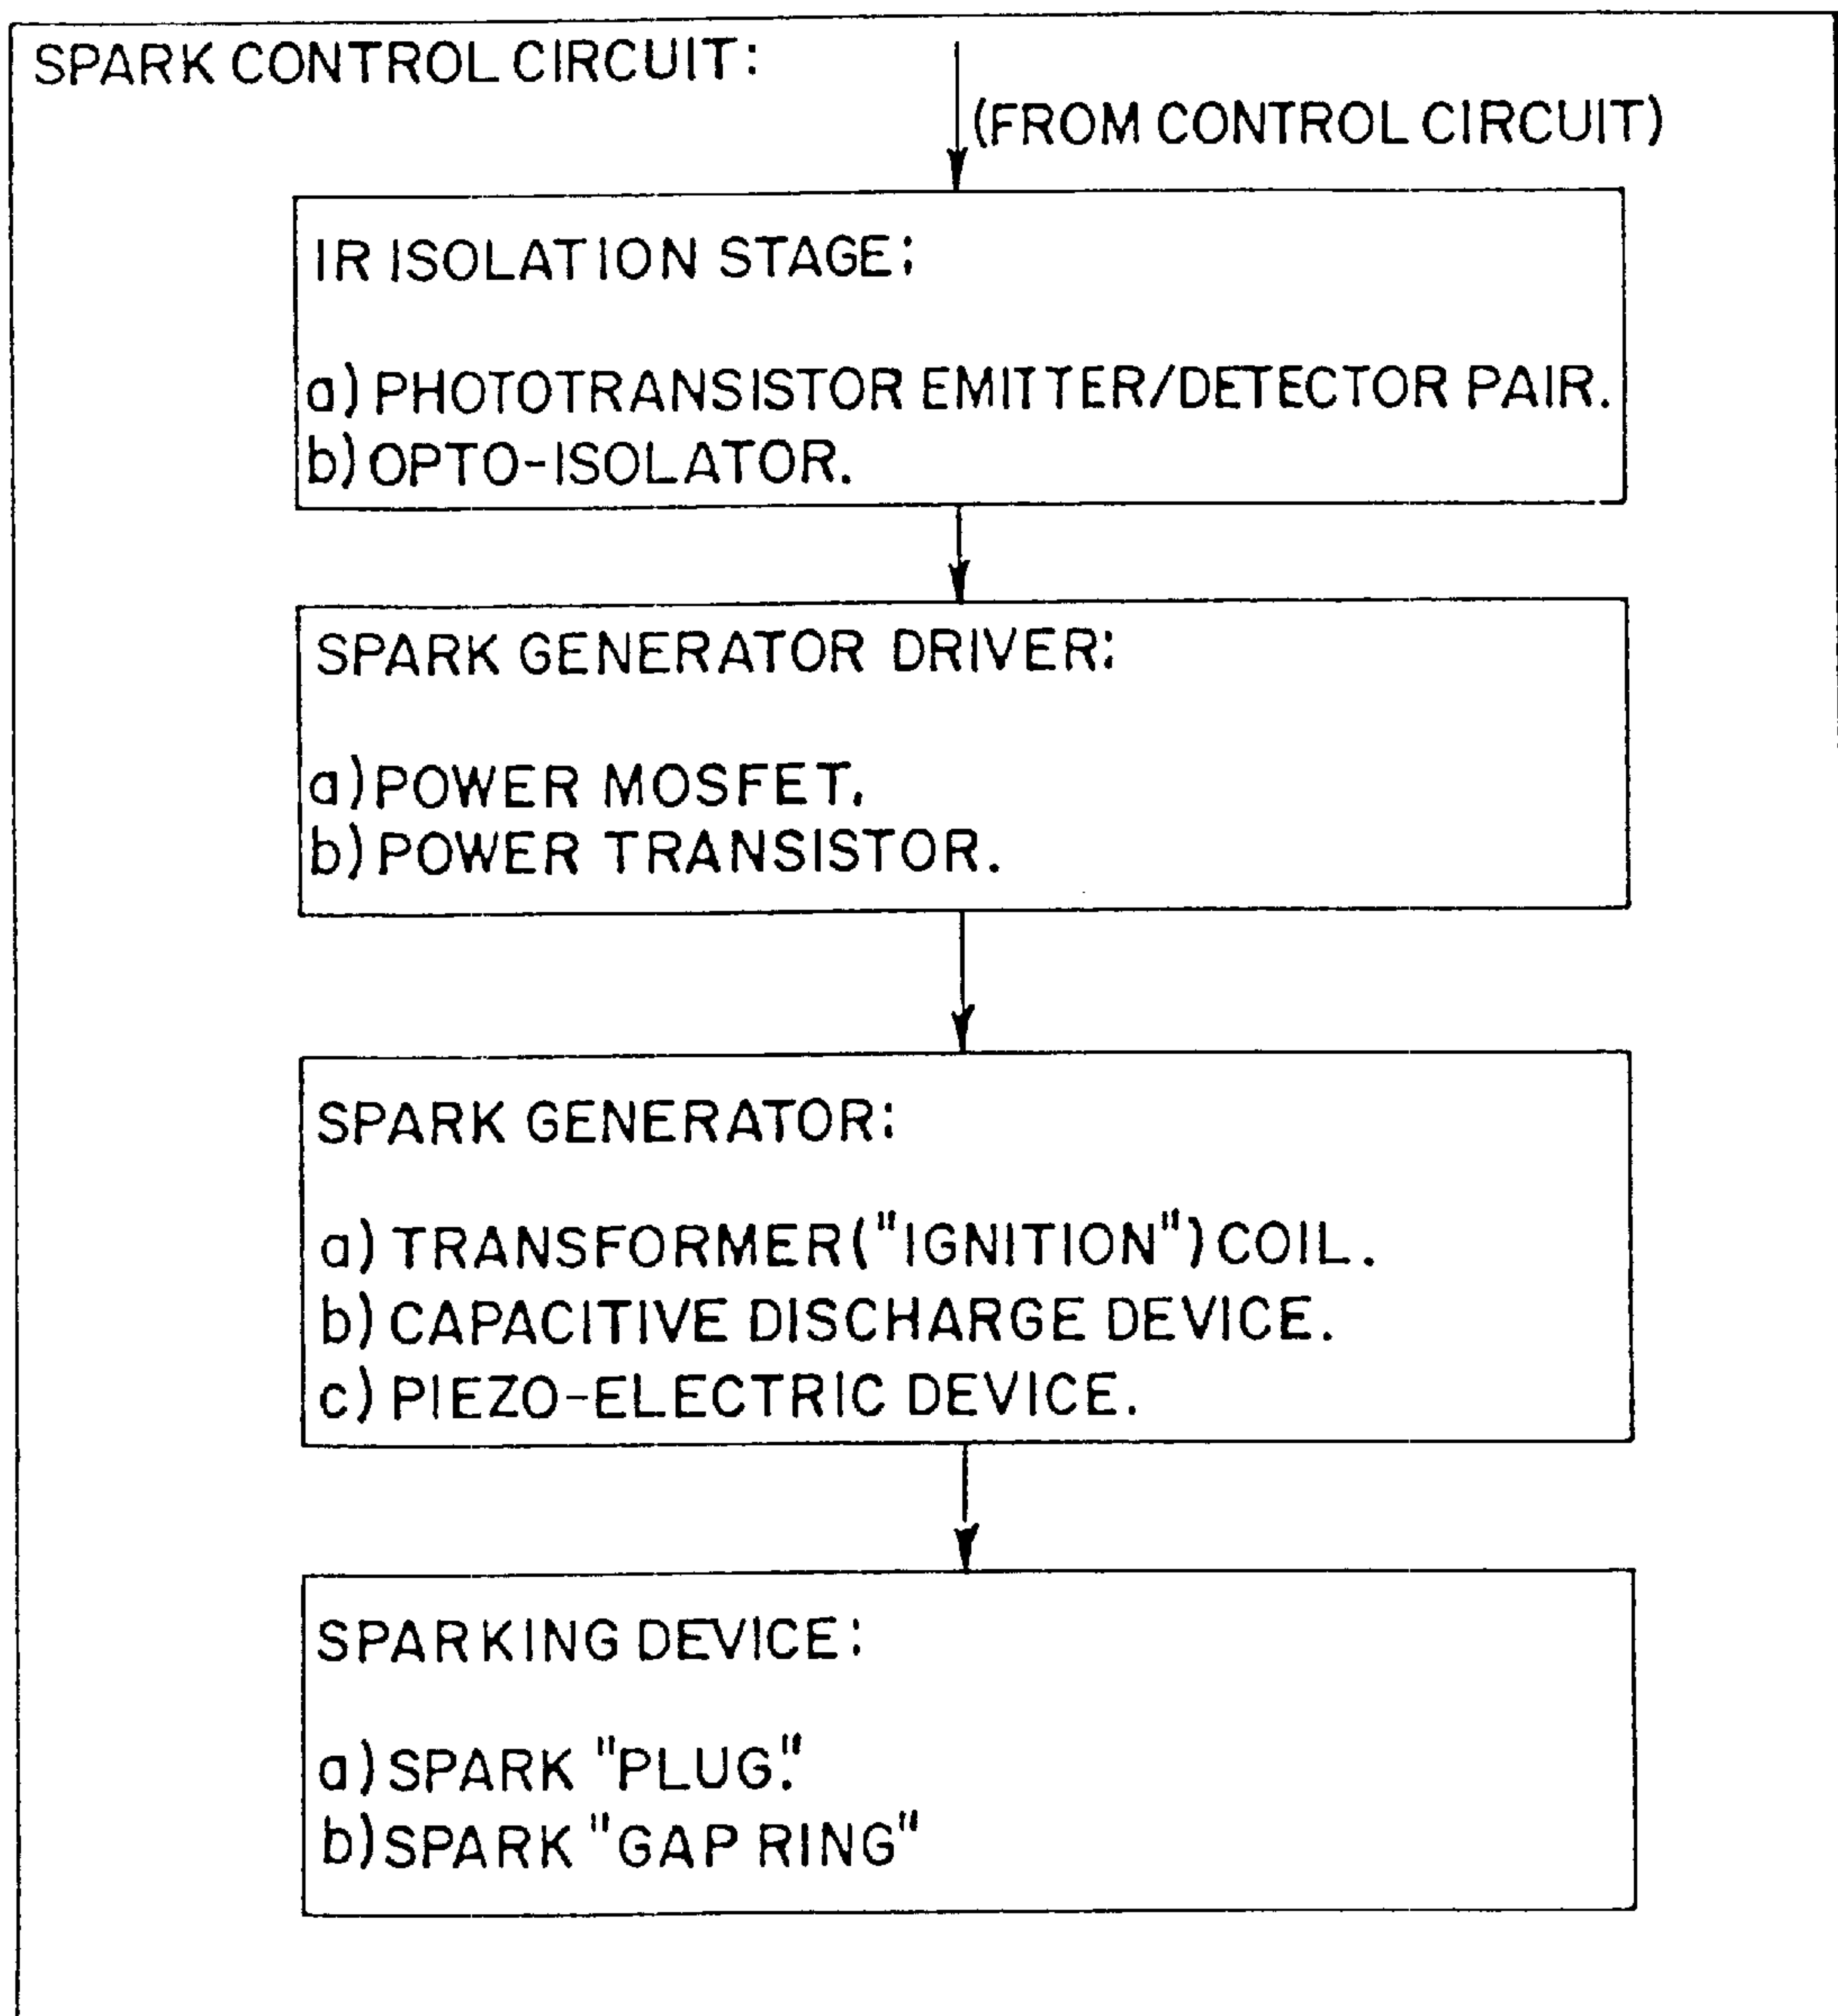 SPARK CONTROL CIRCUIT:
(FROM CONTROL CIRCUIT)
IR ISOLATION STAGE:
a) PHOTOTRANSISTOR EMITTER/DETECTOR PAIR.
b) OPTO-ISOLATOR.
SPARK GENERATOR DRIVER:
a) POWER MOSFET.
b) POWER TRANSISTOR.
SPARK GENERATOR:
a) TRANSFORMER ("IGNITION") COIL.
b) CAPACITIVE DISCHARGE DEVICE.
c) PIEZO-ELECTRIC DEVICE.
SPARKING DEVICE:
a) SPARK "PLUG."
b) SPARK "GAP RING"